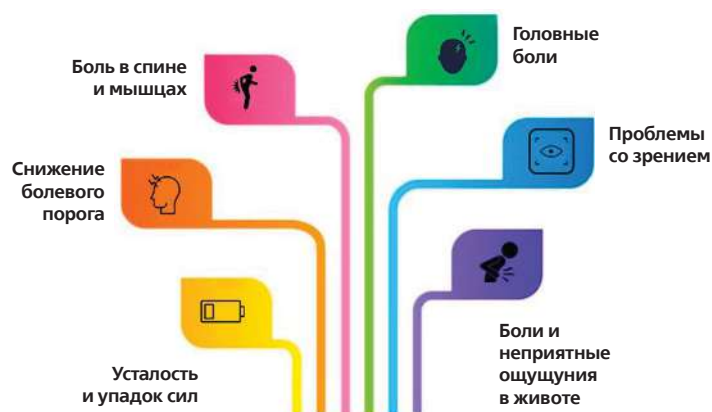 Боль в спине
и мышцах
Головные
боли
Снижение
болевого
порога
Проблемы
со зрением
Усталость
и упадок сил
Боли и
неприятные
ощущуния
в животе